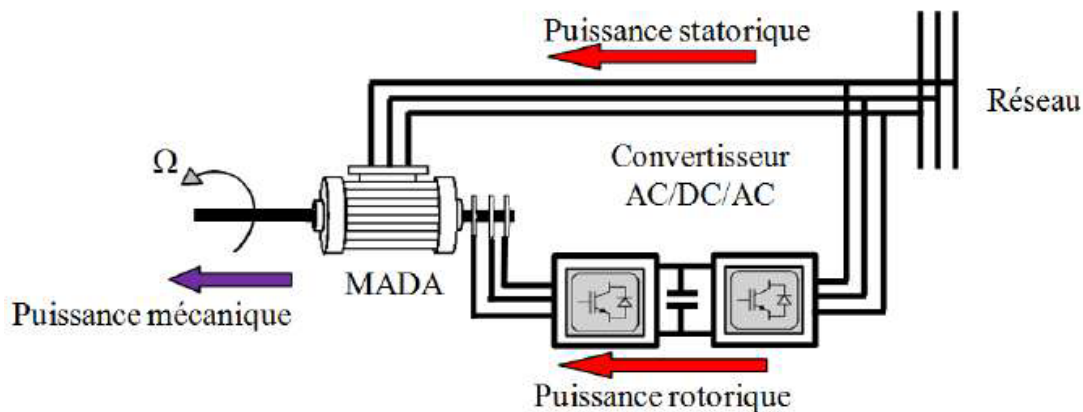 Puissance statorique
Réseau
Convertisseur
AC/DC/AC
Ω
MADA
Puissance mécanique
Puissance rotorique